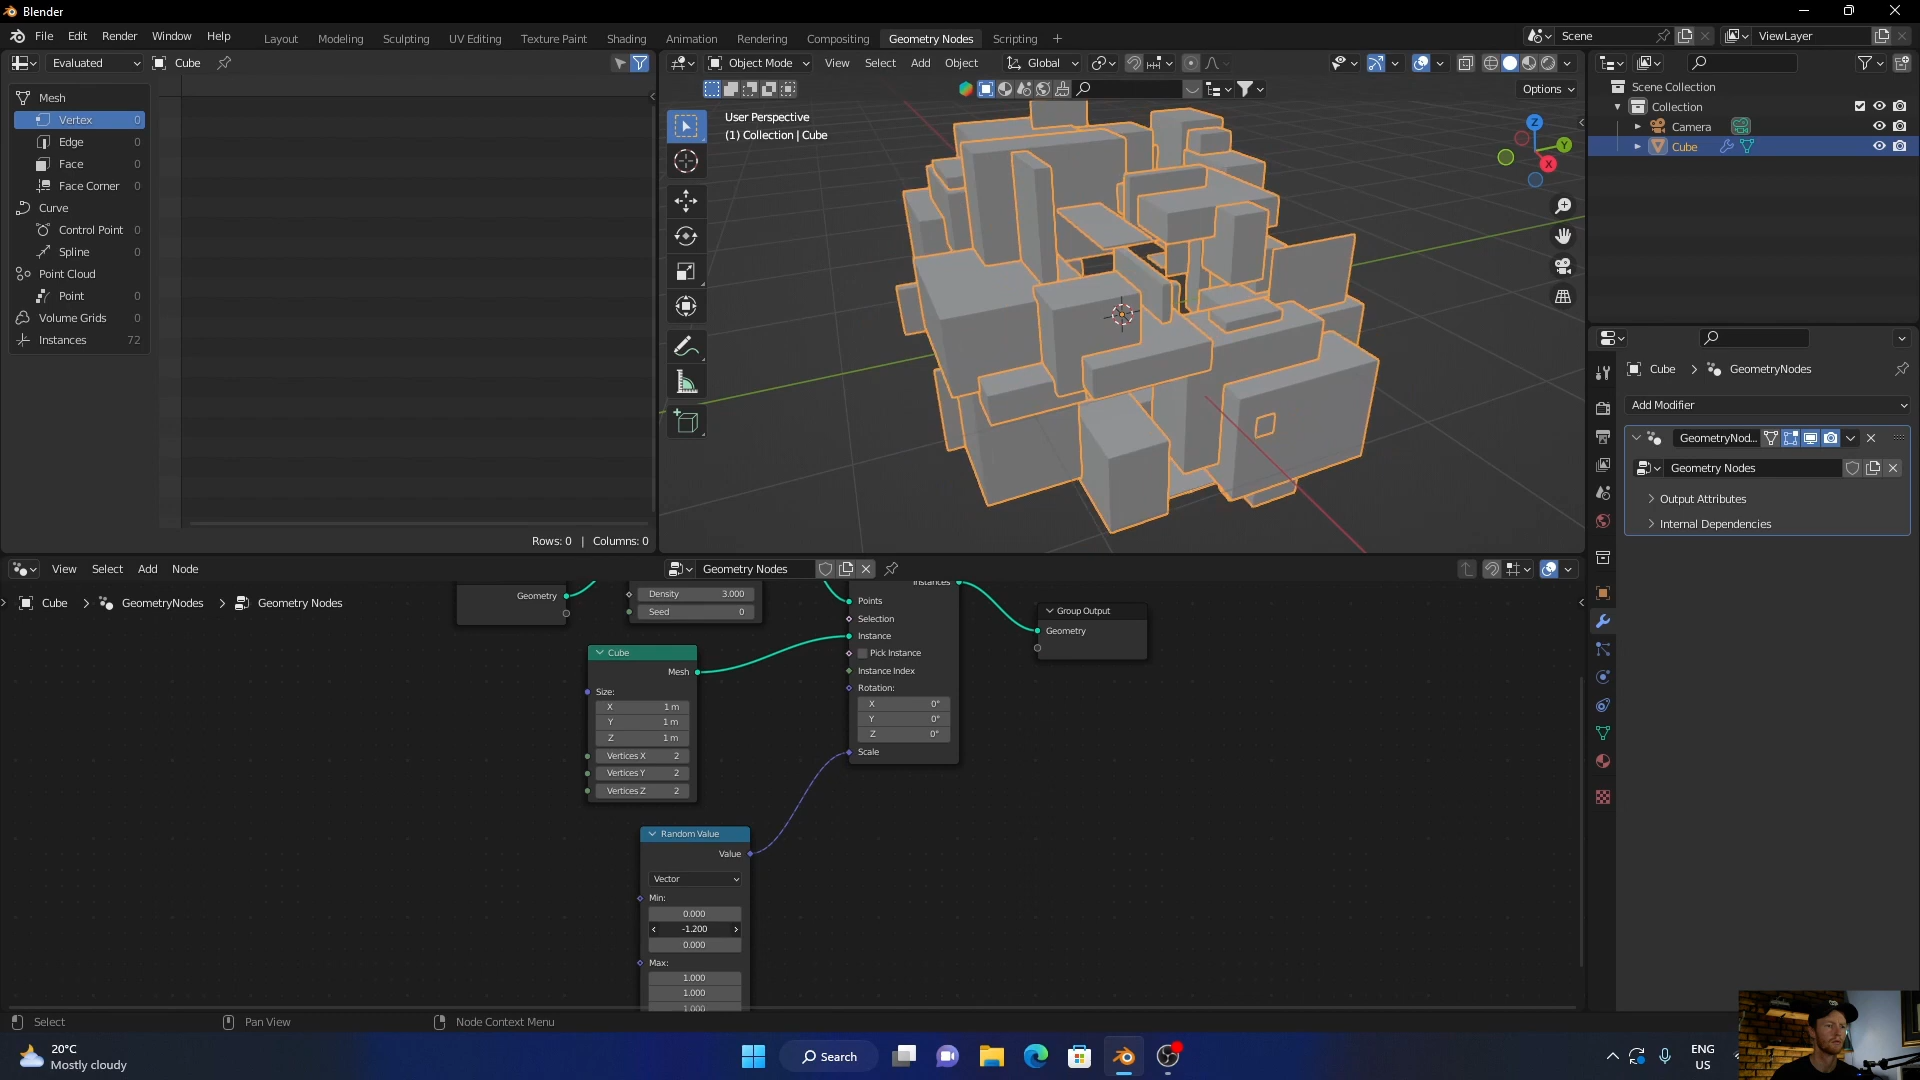 Blender
File Edit Render Window Help
Layout Modeling Sculpting UV Editing Texture Paint Shading Animation Rendering Compositing Geometry Nodes Scripting
Scene
ViewLayer
Evaluated
Cube
Object Mode
View Select Add Object
Global
Options
Mesh
Vertex 0
Edge 0
Face 0
Face Corner 0
Curve
Control Point 0
Spline 0
Point Cloud
Point 0
Volume Grids 0
Instances 72
Rows: 0 | Columns: 0
User Perspective
(1) Collection | Cube
Z
Y
X
Scene Collection
Collection
Camera
Cube
Cube
GeometryNodes
Add Modifier
GeometryNod...
Geometry Nodes
Output Attributes
Internal Dependencies
View Select Add Node
Geometry Nodes
Cube
GeometryNodes
Geometry Nodes
Geometry
Density 3.000
Seed 0
Instances
Points
Selection
Instance
Pick Instance
Instance Index
Rotation:
X 0°
Y 0°
Z 0°
Scale
Group Output
Geometry
Cube
Mesh
Size:
X 1 m
Y 1 m
Z 1 m
Vertices X 2
Vertices Y 2
Vertices Z 2
Random Value
Value
Vector
Min:
0.000
-1.200
0.000
Max:
1.000
1.000
1.000
Select
Pan View
Node Context Menu
20°C
Mostly cloudy
Search
ENG
US